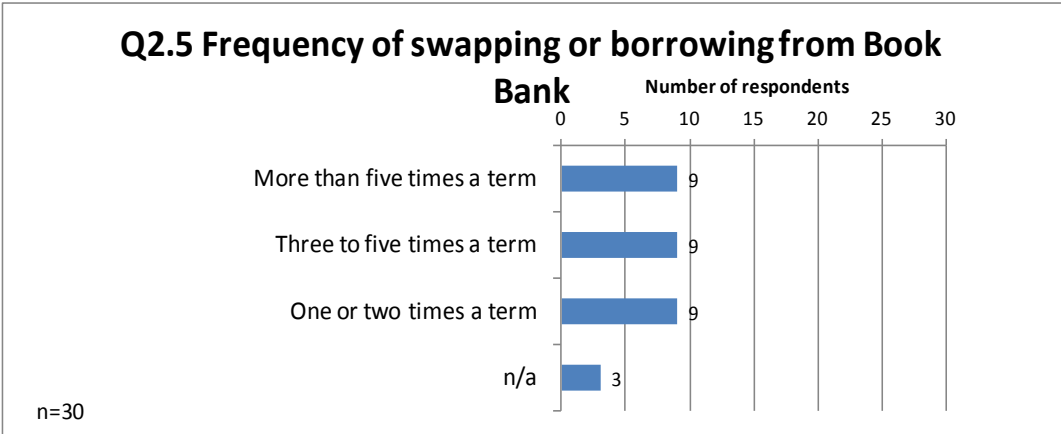 Q2.5 Frequency of swapping or borrowing from Book
Bank
Number of respondents
0 5 10 15 20 25 30
More than five times a term 9
Three to five times a term 9
One or two times a term 9
n/a 3
n=30